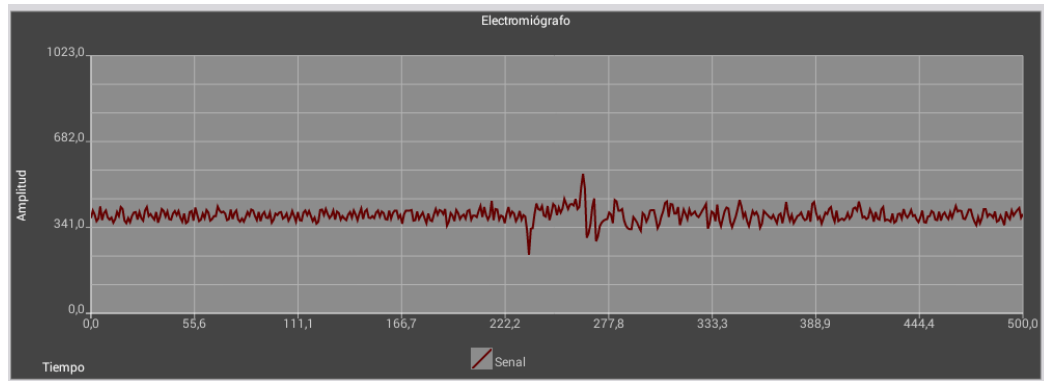 Electromiógrafo
1023,0
682,0
Amplitud
341,0
0,0
0,0 55,6 111,1 166,7 222,2 277,8 333,3 388,9 444,4 500,0
Tiempo
Senal